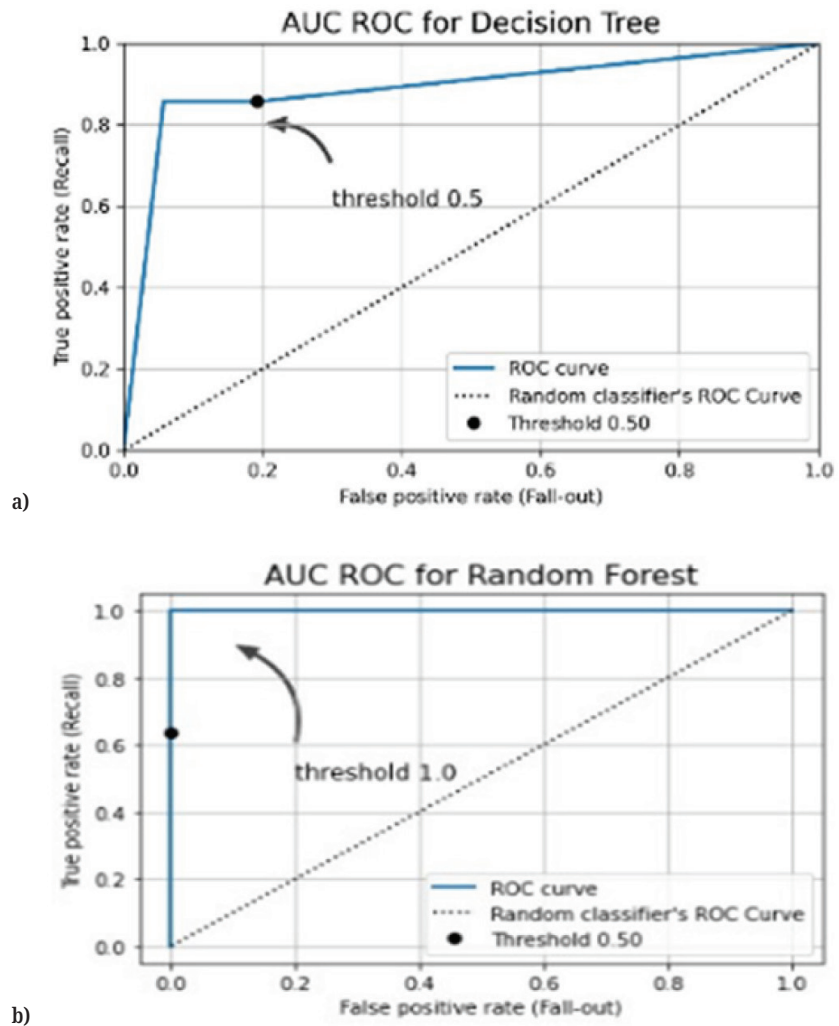 AUC ROC for Decision Tree
1.0
0.8
0.6
0.4
0.2
0.0
True positive rate (Recall)
threshold 0.5
ROC curve
Random classifier's ROC Curve
Threshold 0.50
0.0 0.2 0.4 0.6 0.8 1.0
False positive rate (Fall-out)
a)
AUC ROC for Random Forest
1.0
0.8
0.6
0.4
0.2
0.0
True positive rate (Recall)
threshold 1.0
ROC curve
Random classifier's ROC Curve
Threshold 0.50
0.0 0.2 0.4 0.6 0.8 1.0
False positive rate (Fall-out)
b)